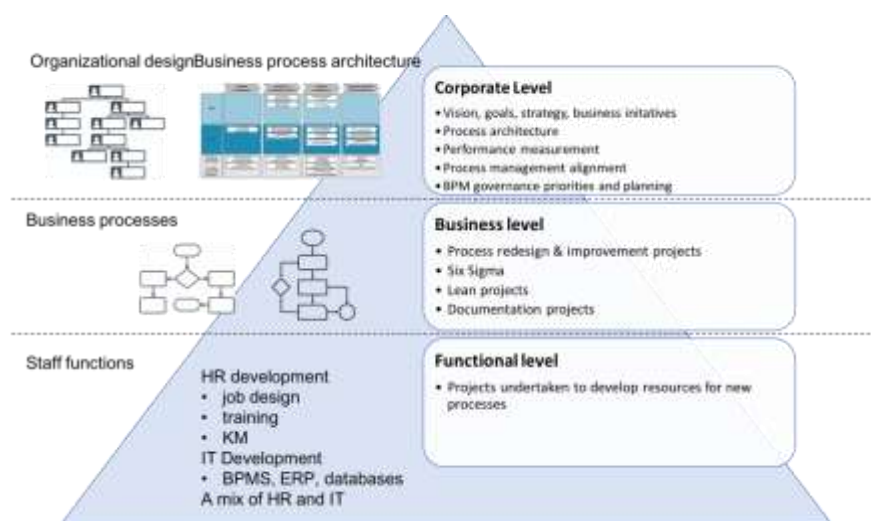 Organizational design
Business process architecture
Corporate Level
• Vision, goals, strategy, business initatives
• Process architecture
• Performance measurement
• Process management alignment
• BPM governance priorities and planning
Business processes
Business level
• Process redesign & improvement projects
• Six Sigma
• Lean projects
• Documentation projects
Staff functions
HR development
• job design
• training
• KM
IT Development
• BPMS, ERP, databases
A mix of HR and IT
Functional level
• Projects undertaken to develop resources for new
processes